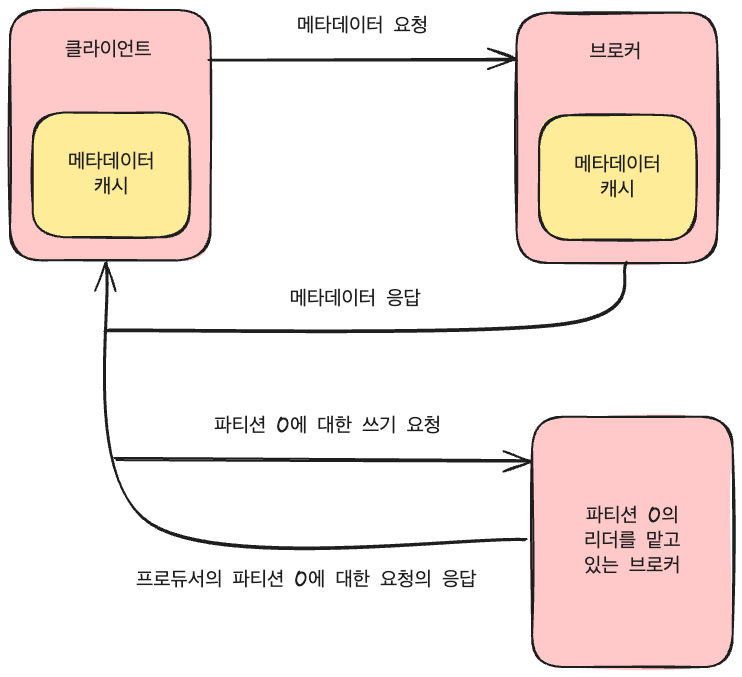 클라이언트
메타데이터 요청
브로커
메타데이터
캐시
메타데이터
캐시
메타데이터 응답
파티션 0에 대한 쓰기 요청
파티션 0의
리더를 맡고
있는 브로커
프로듀서의 파티션 0에 대한 요청의 응답